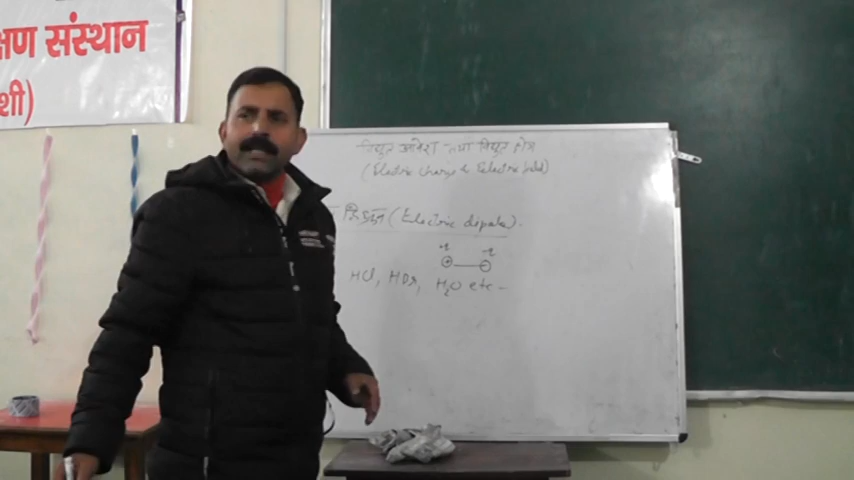 क्षण संस्थान
शी)
विद्युत आवेश तथा विद्युत क्षेत्र
(Electric charge & Electric field)
(Electric dipole).
+q -q
+ −
HCl, HBr, H₂O etc –